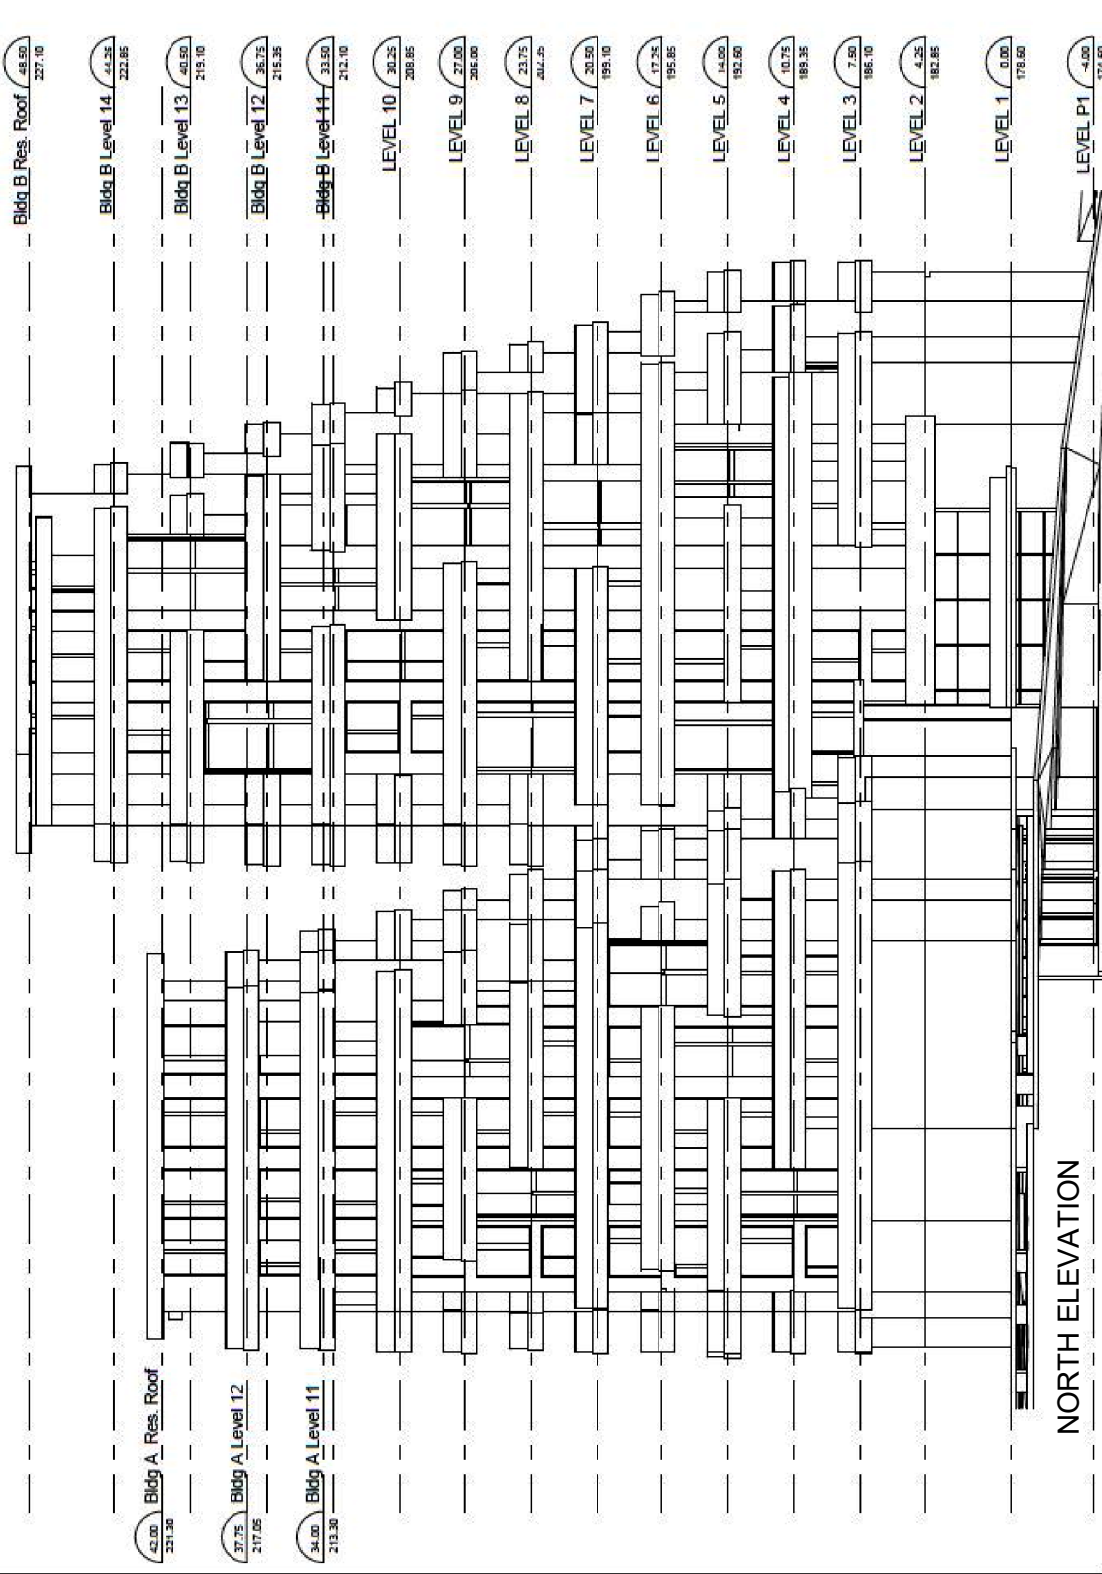 48.50
227.10
Bldg B Res. Roof
44.25
222.85
Bldg B Level 14
40.50
219.10
Bldg B Level 13
36.75
215.35
Bldg B Level 12
33.50
212.10
Bldg B Level 11
30.25
208.85
LEVEL 10
27.00
205.00
LEVEL 9
23.75
LEVEL 8
20.50
199.10
LEVEL 7
17.25
195.85
LEVEL 6
14.00
192.60
LEVEL 5
10.75
189.35
LEVEL 4
7.50
186.10
LEVEL 3
4.25
182.85
LEVEL 2
0.00
178.60
LEVEL 1
-4.00
LEVEL P1
42.00
221.30
Bldg A Res. Roof
37.75
217.05
Bldg A Level 12
34.00
213.30
Bldg A Level 11
NORTH ELEVATION